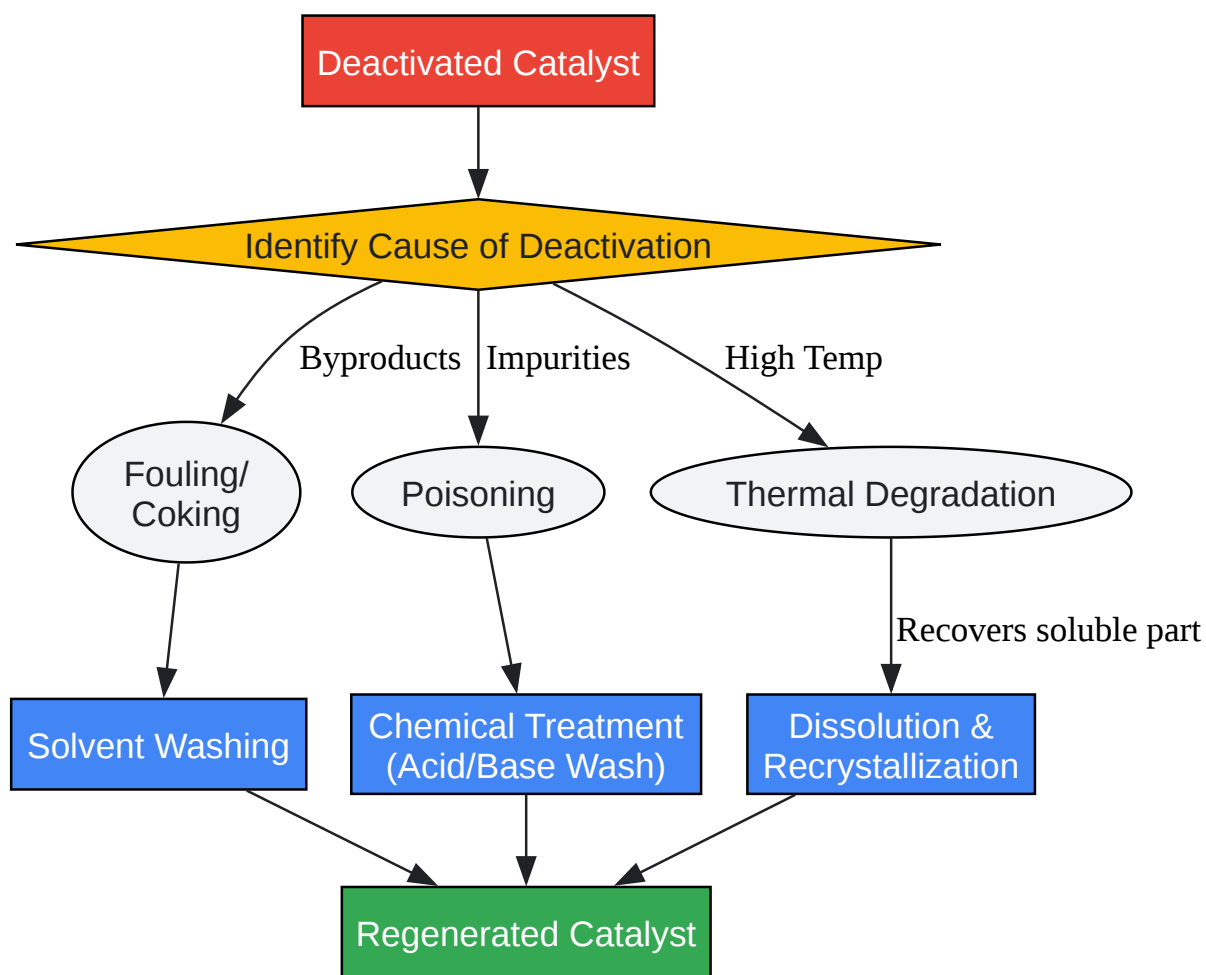 Deactivated Catalyst
Identify Cause of Deactivation
Byproducts
Impurities
High Temp
Fouling/
Coking
Poisoning
Thermal Degradation
Recovers soluble part
Solvent Washing
Chemical Treatment
(Acid/Base Wash)
Dissolution &
Recrystallization
Regenerated Catalyst